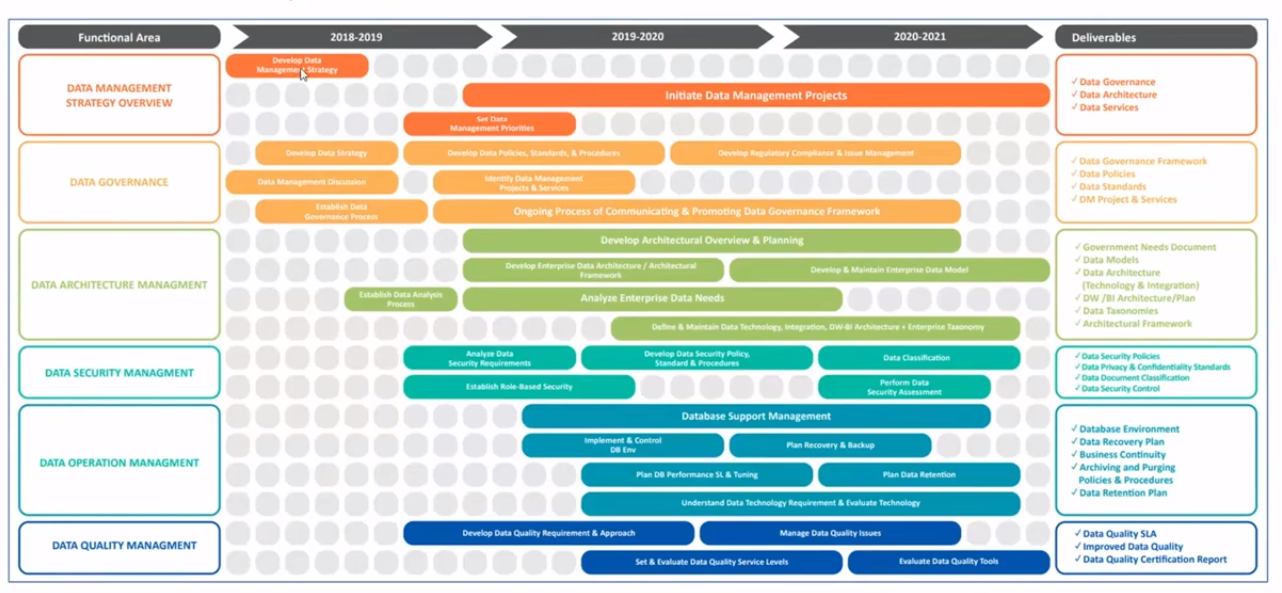 Functional Area
2018-2019
2019-2020
2020-2021
Deliverables
DATA MANAGEMENT
STRATEGY OVERVIEW
Develop Data
Management Strategy
Initiate Data Management Projects
Set Data
Management Priorities
✓ Data Governance
✓ Data Architecture
✓ Data Services
DATA GOVERNANCE
Develop Data Strategy
Develop Data Policies, Standards, & Procedures
Develop Regulatory Compliance & Issue Management
Data Management Discussion
Identify Data Management
Projects & Services
Establish Data
Governance Process
Ongoing Process of Communicating & Promoting Data Governance Framework
✓ Data Governance Framework
✓ Data Policies
✓ Data Standards
✓ DM Project & Services
DATA ARCHITECTURE MANAGMENT
Develop Architectural Overview & Planning
Develop Enterprise Data Architecture / Architectural
Framework
Develop & Maintain Enterprise Data Model
Establish Data Analysis
Process
Analyze Enterprise Data Needs
Define & Maintain Data Technology, Integration, DW-BI Architecture + Enterprise Taxonomy
✓ Government Needs Document
✓ Data Models
✓ Data Architecture
(Technology & Integration)
✓ DW /BI Architecture/Plan
✓ Data Taxonomies
✓ Architectural Framework
DATA SECURITY MANAGMENT
Analyze Data
Security Requirements
Develop Data Security Policy,
Standard & Procedures
Data Classification
Establish Role-Based Security
Perform Data
Security Assessment
✓ Data Security Policies
✓ Data Privacy & Confidentiality Standards
✓ Data Document Classification
✓ Data Security Control
DATA OPERATION MANAGMENT
Database Support Management
Implement & Control
DB Env
Plan Recovery & Backup
Plan DB Performance SL & Tuning
Plan Data Retention
Understand Data Technology Requirement & Evaluate Technology
✓ Database Environment
✓ Data Recovery Plan
✓ Business Continuity
✓ Archiving and Purging
Policies & Procedures
✓ Data Retention Plan
DATA QUALITY MANAGMENT
Develop Data Quality Requirement & Approach
Manage Data Quality Issues
Set & Evaluate Data Quality Service Levels
Evaluate Data Quality Tools
✓ Data Quality SLA
✓ Improved Data Quality
✓ Data Quality Certification Report